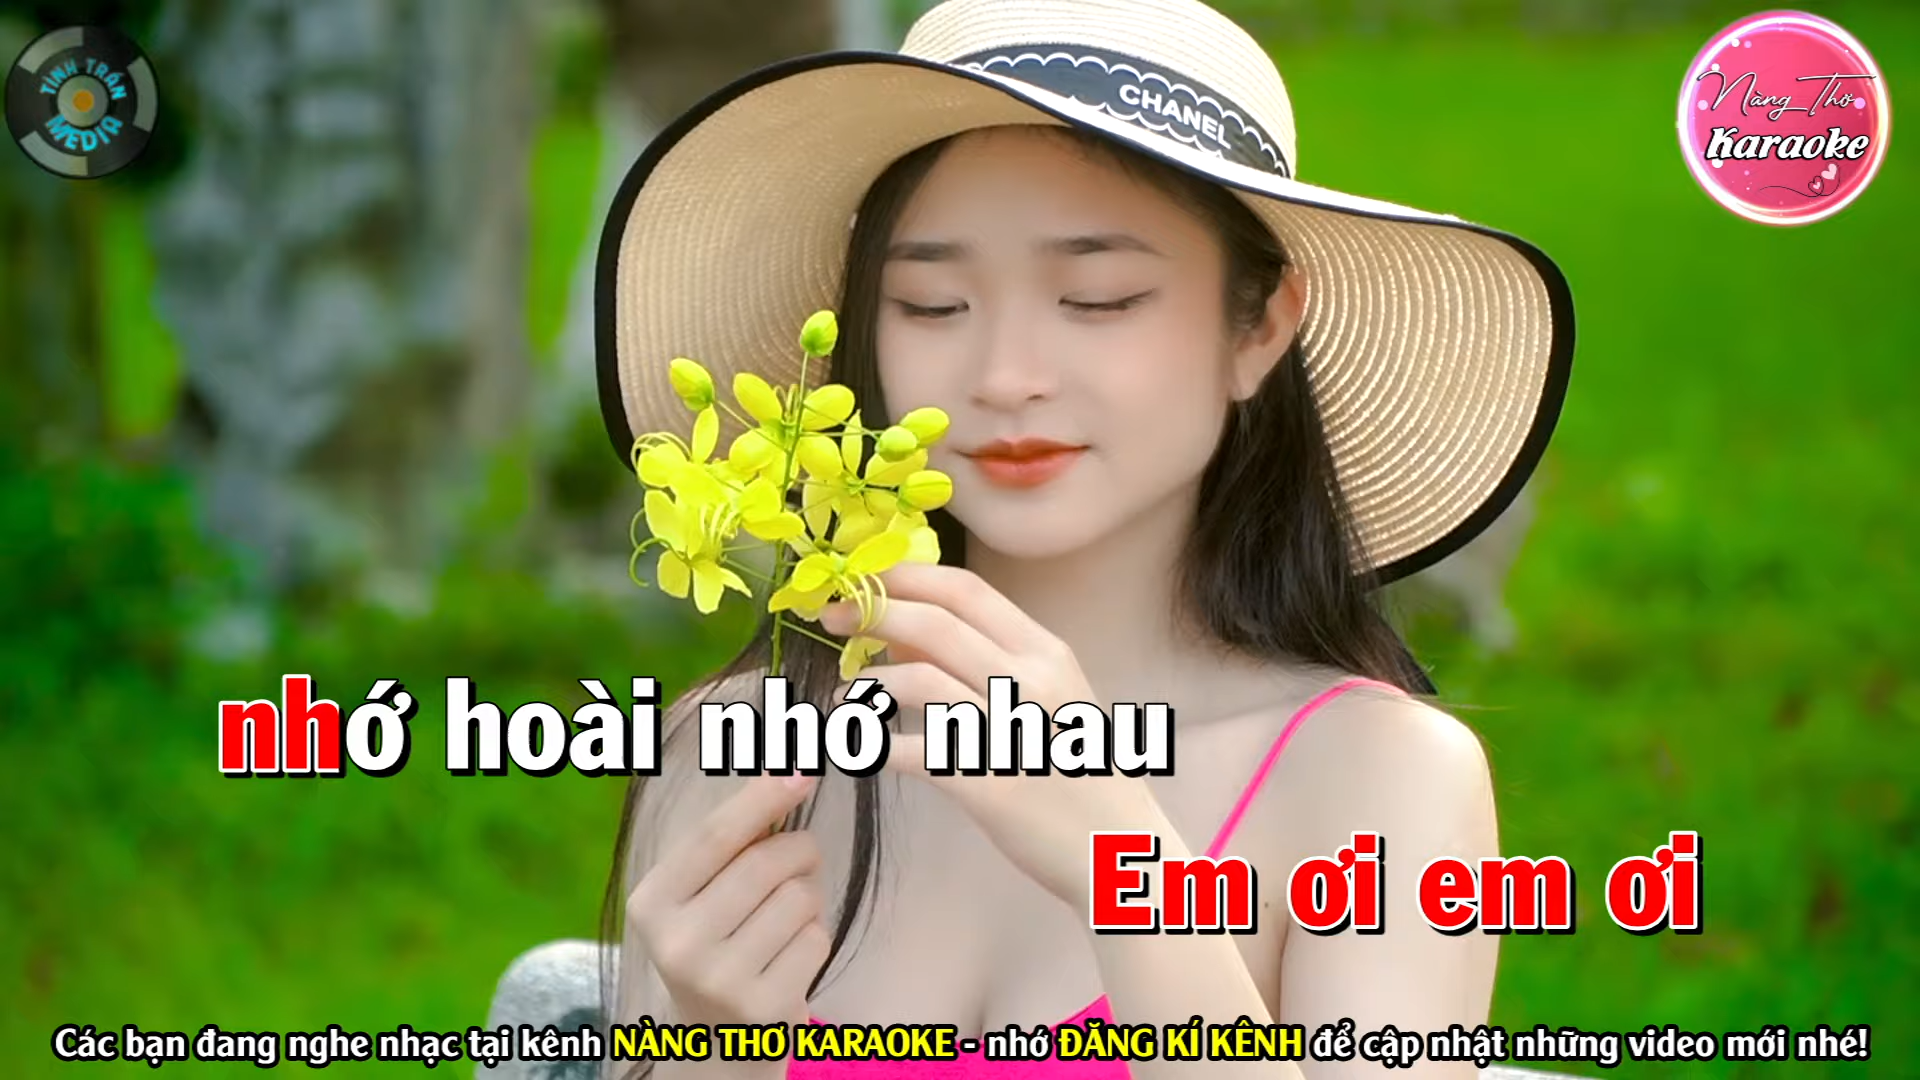 TÌNH TRẦN
MEDIA
CHANEL
Nàng Thơ
Karaoke
nhớ hoài nhớ nhau
Em ơi em ơi
Các bạn đang nghe nhạc tại kênh NÀNG THƠ KARAOKE - nhớ ĐĂNG KÍ KÊNH để cập nhật những video mới nhé!